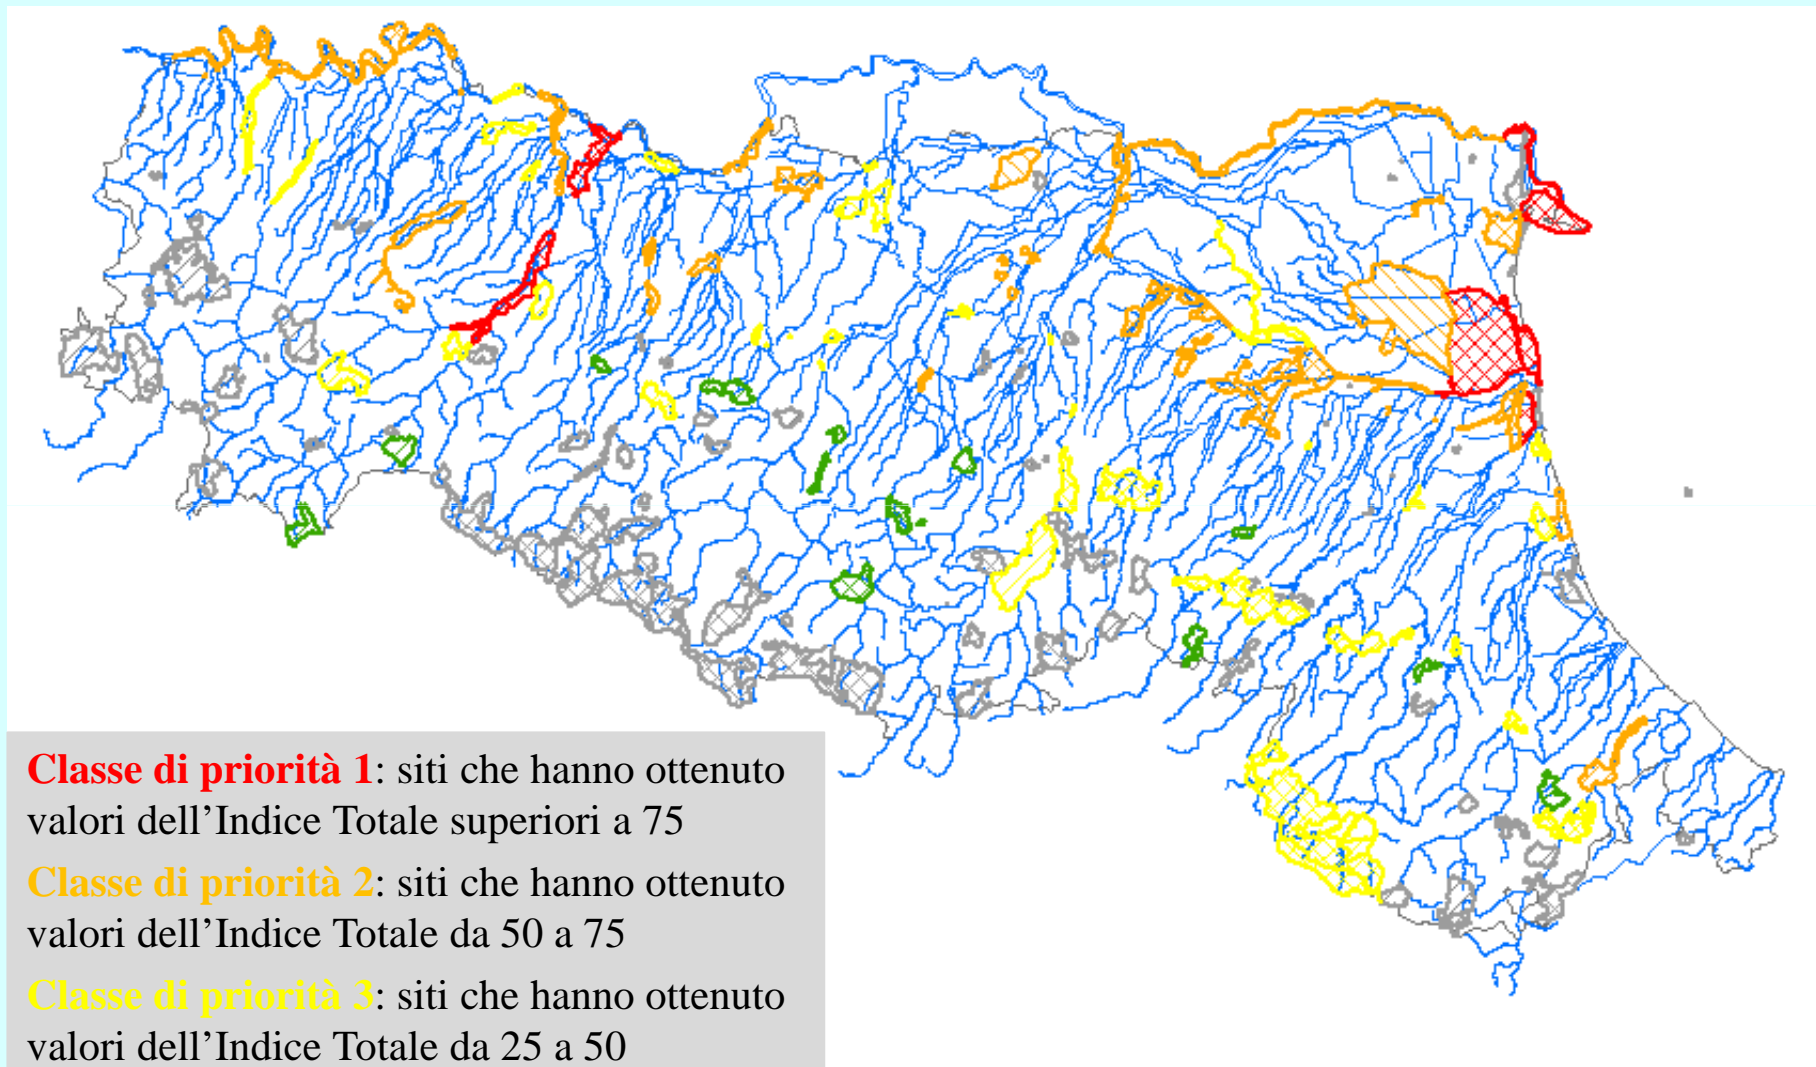 Classe di priorità 1: siti che hanno ottenuto
valori dell’Indice Totale superiori a 75
Classe di priorità 2: siti che hanno ottenuto
valori dell’Indice Totale da 50 a 75
Classe di priorità 3: siti che hanno ottenuto
valori dell’Indice Totale da 25 a 50